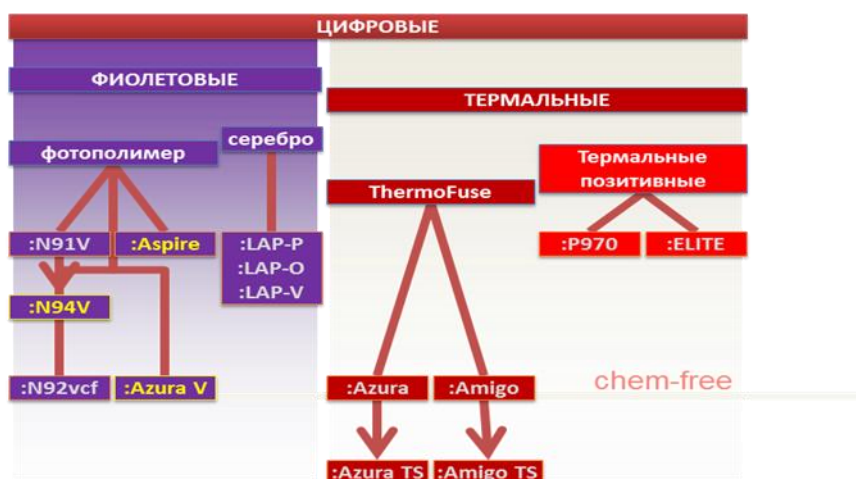 ЦИФРОВЫЕ
ФИОЛЕТОВЫЕ
ТЕРМАЛЬНЫЕ
фотополимер
серебро
ThermoFuse
Термальные
позитивные
:N91V
:Aspire
:LAP-P
:LAP-O
:LAP-V
:P970
:ELITE
:N94V
:N92vcf
:Azura V
:Azura
:Amigo
chem-free
:Azura TS
:Amigo TS